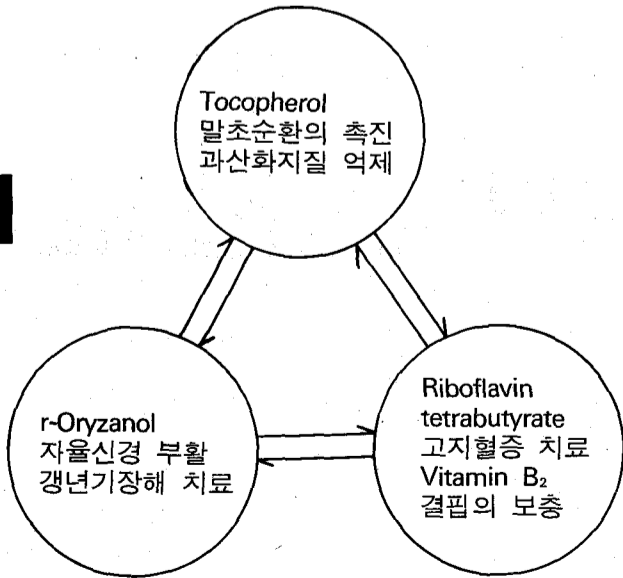 Tocopherol
말초순환의 촉진
과산화지질 억제
r-Oryzanol
자율신경 부활
갱년기장해 치료
Riboflavin
tetrabutyrate
고지혈증 치료
Vitamin B₂
결핍의 보충